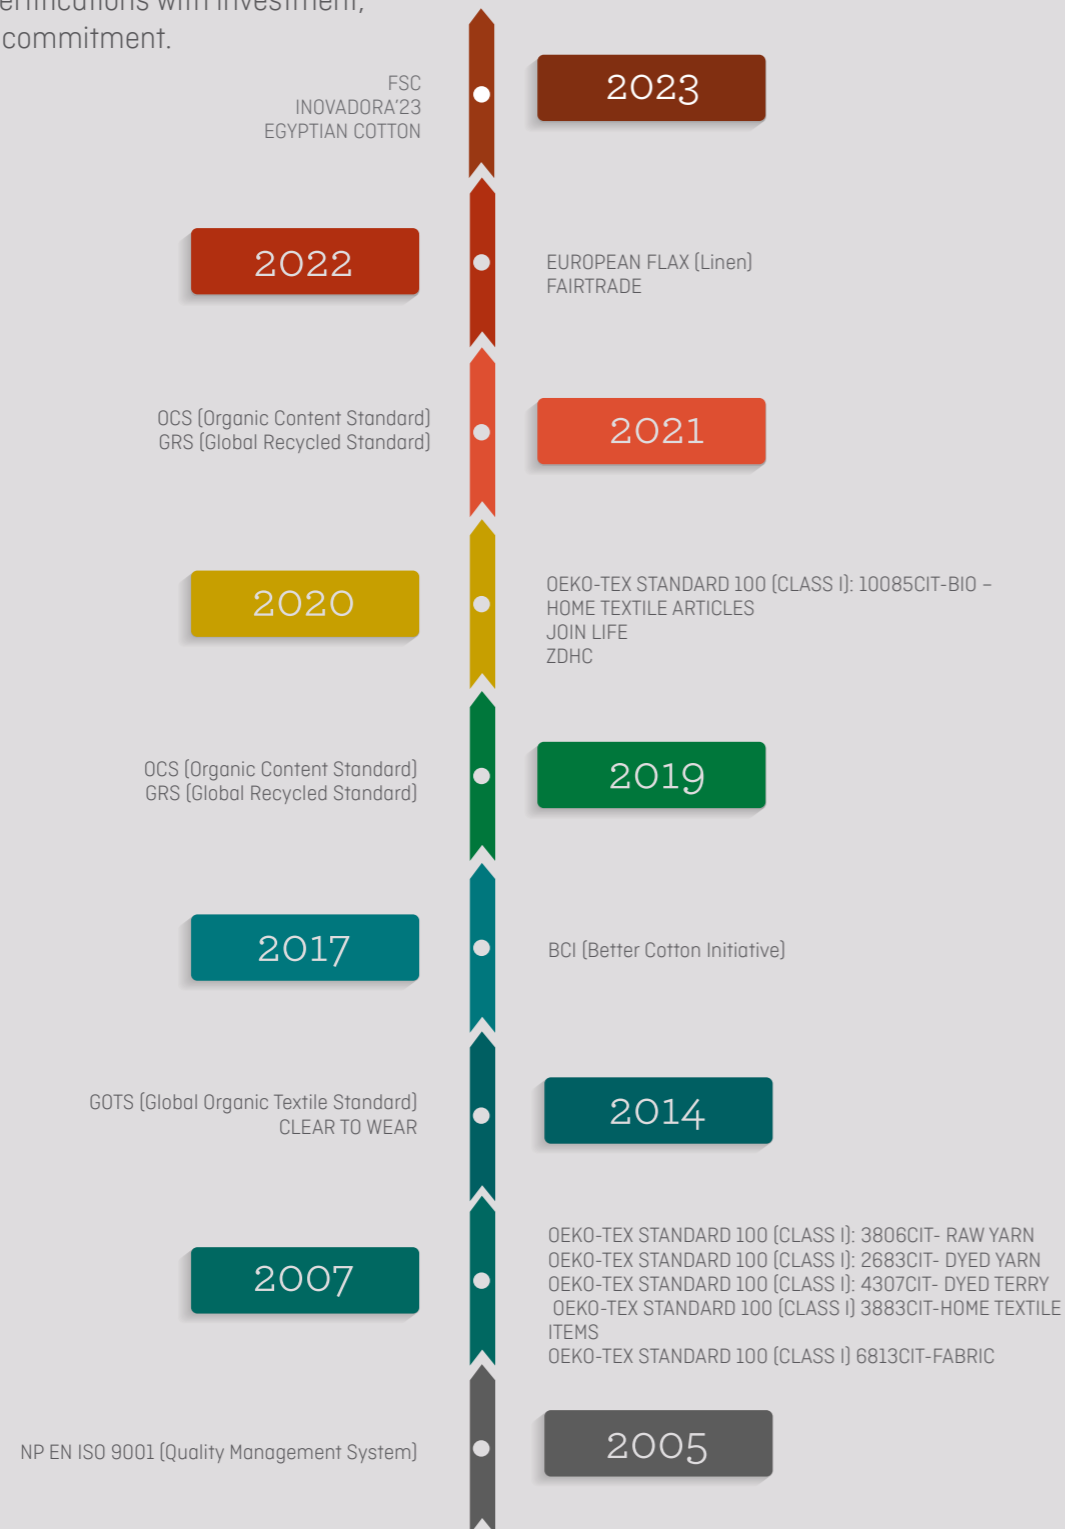 ertifications with investment,
commitment.
FSC
INOVADORA'23
EGYPTIAN COTTON
2023
2022
EUROPEAN FLAX (Linen)
FAIRTRADE
OCS (Organic Content Standard)
GRS (Global Recycled Standard)
2021
2020
OEKO-TEX STANDARD 100 (CLASS I): 10085CIT-BIO –
HOME TEXTILE ARTICLES
JOIN LIFE
ZDHC
OCS (Organic Content Standard)
GRS (Global Recycled Standard)
2019
2017
BCI (Better Cotton Initiative)
GOTS (Global Organic Textile Standard)
CLEAR TO WEAR
2014
2007
OEKO-TEX STANDARD 100 (CLASS I): 3806CIT- RAW YARN
OEKO-TEX STANDARD 100 (CLASS I): 2683CIT- DYED YARN
OEKO-TEX STANDARD 100 (CLASS I): 4307CIT- DYED TERRY
OEKO-TEX STANDARD 100 (CLASS I) 3883CIT-HOME TEXTILE
ITEMS
OEKO-TEX STANDARD 100 (CLASS I) 6813CIT-FABRIC
NP EN ISO 9001 (Quality Management System)
2005